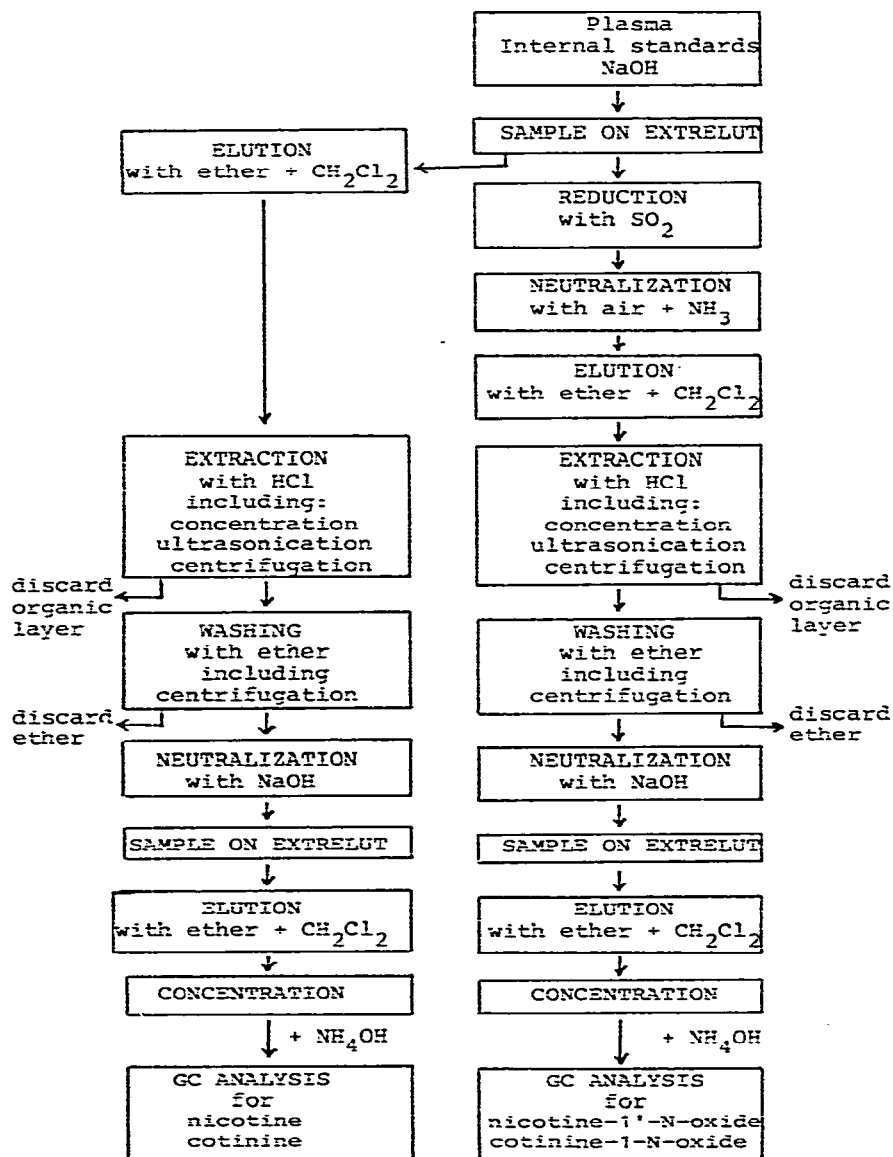 Plasma
Internal standards
NaOH
SAMPLE ON EXTRELUT
ELUTION
with ether + CH2Cl2
REDUCTION
with SO2
NEUTRALIZATION
with air + NH3
ELUTION
with ether + CH2Cl2
EXTRACTION
with HCl
including:
concentration
ultrasonication
centrifugation
discard
organic
layer
WASHING
with ether
including
centrifugation
discard
ether
NEUTRALIZATION
with NaOH
SAMPLE ON EXTRELUT
ELUTION
with ether + CH2Cl2
CONCENTRATION
+ NH4OH
GC ANALYSIS
for
nicotine
cotinine
EXTRACTION
with HCl
including:
concentration
ultrasonication
centrifugation
discard
organic
layer
WASHING
with ether
including
centrifugation
discard
ether
NEUTRALIZATION
with NaOH
SAMPLE ON EXTRELUT
ELUTION
with ether + CH2Cl2
CONCENTRATION
+ NH4OH
GC ANALYSIS
for
nicotine-1'-N-oxide
cotinine-1-N-oxide